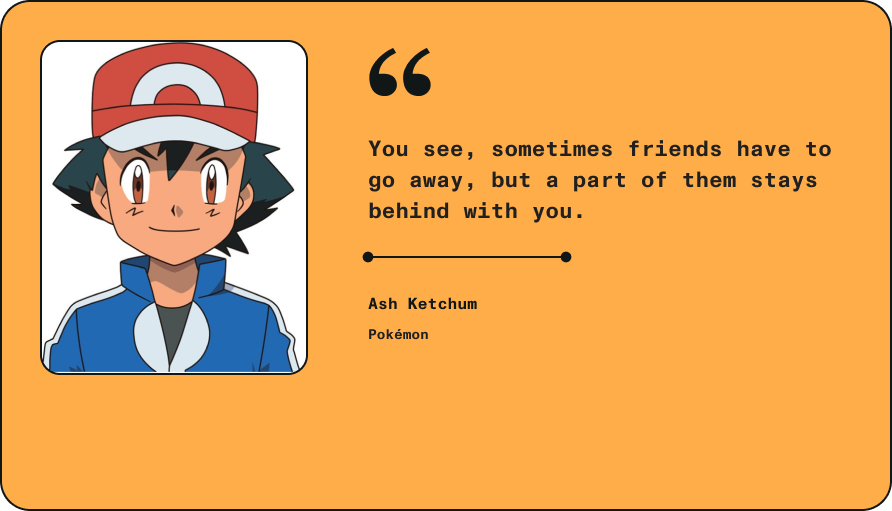 “
You see, sometimes friends have to
go away, but a part of them stays
behind with you.
Ash Ketchum
Pokémon